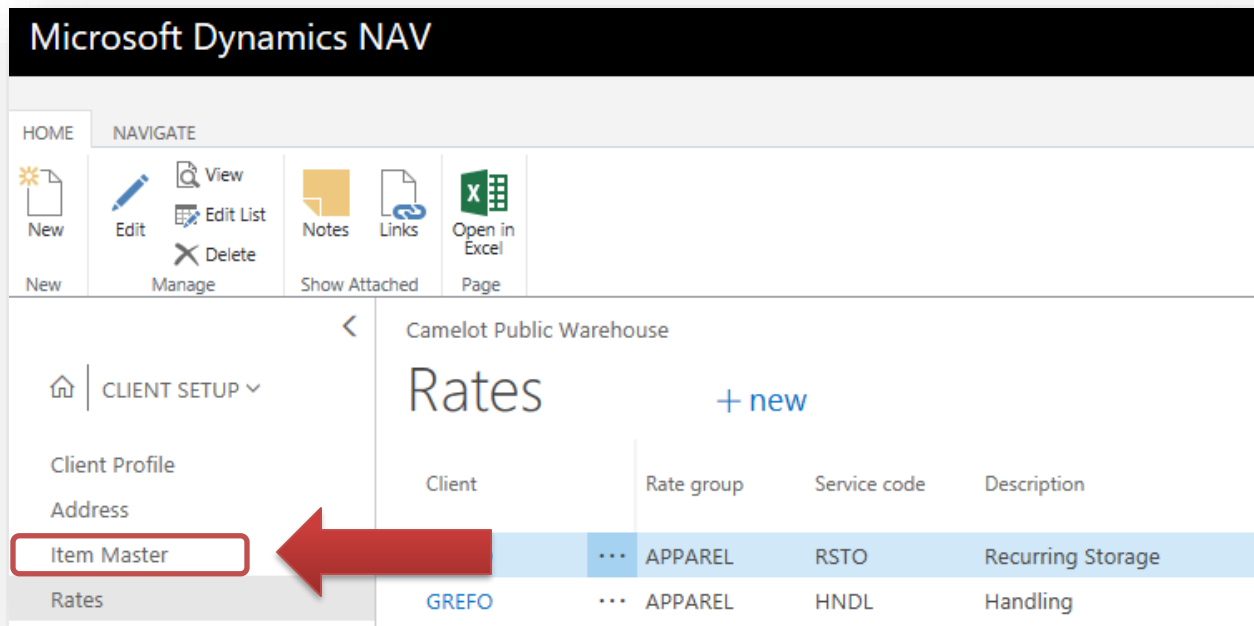 Microsoft Dynamics NAV
HOME NAVIGATE
New
Edit
View
Edit List
Delete
Notes
Links
Open in
Excel
New Manage Show Attached Page
Camelot Public Warehouse
CLIENT SETUP
Rates + new
Client Profile
Address
Item Master
Rates
Client Rate group Service code Description
... APPAREL RSTO Recurring Storage
GREFO ... APPAREL HNDL Handling